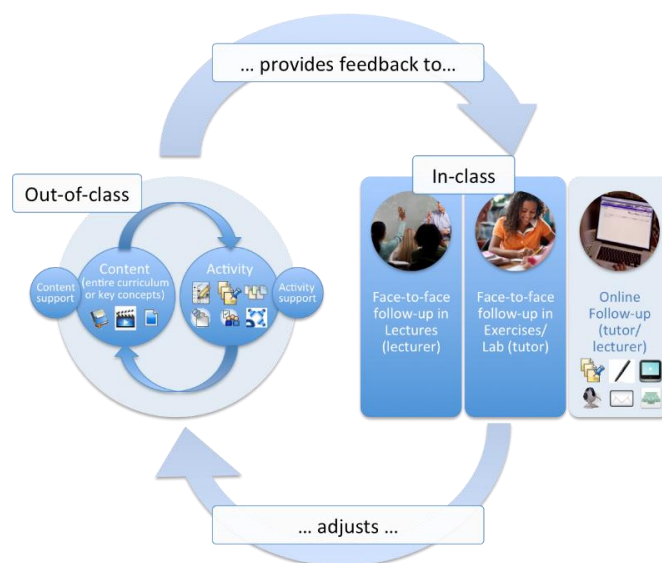 ... provides feedback to...
Out-of-class
In-class
Content
support
Content
(entire curriculum
or key concepts)
Activity
Activity
support
Face-to-face
follow-up in
Lectures
(lecturer)
Face-to-face
follow-up in
Exercises/
Lab (tutor)
Online
Follow-up
(tutor/
lecturer)
... adjusts ...